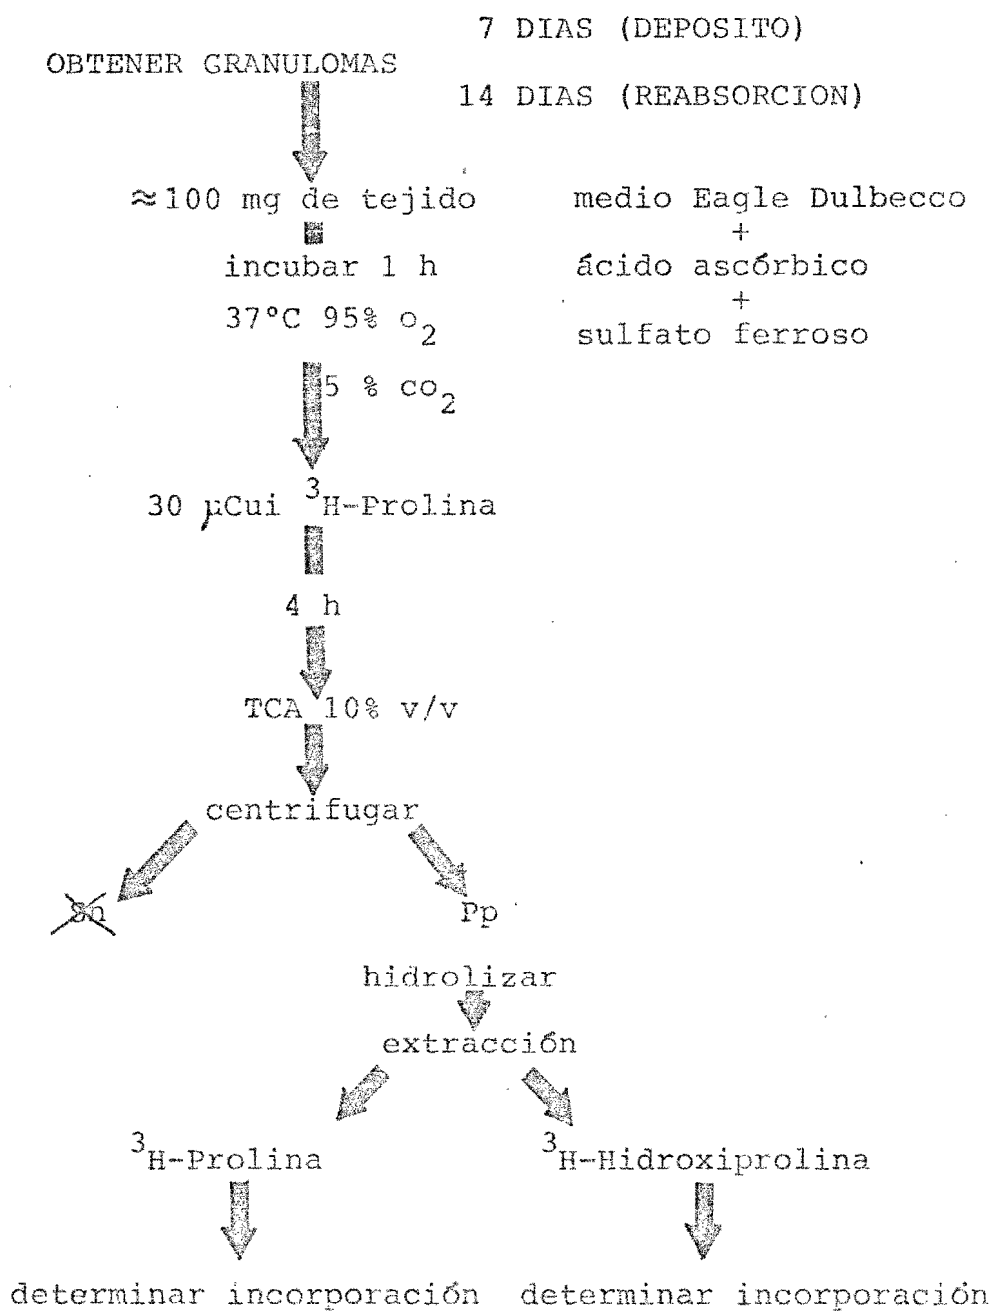 7 DIAS (DEPOSITO)
OBTENER GRANULOMAS
14 DIAS (REABSORCION)
≈100 mg de tejido
medio Eagle Dulbecco
+
incubar 1 h
ácido ascórbico
+
37°C 95% o2
sulfato ferroso
5 % co2
30 µCui 3H-Prolina
4 h
TCA 10% v/v
centrifugar
Sn
Pp
hidrolizar
extracción
3H-Prolina
3H-Hidroxiprolina
determinar incorporación
determinar incorporación